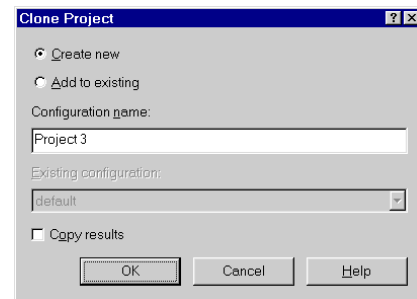 Clone Project
Create new
Add to existing
Configuration name:
Project 3
Existing configuration:
default
Copy results
OK Cancel Help